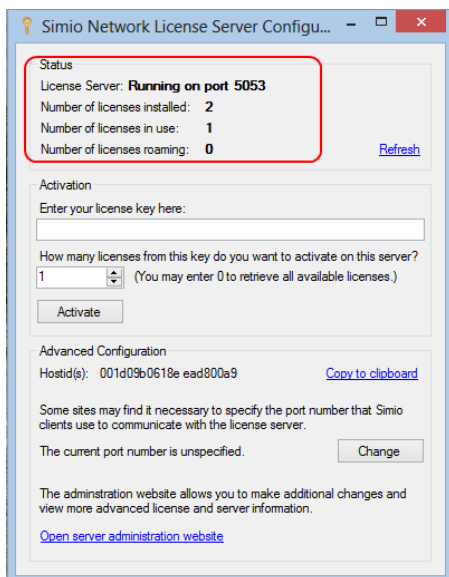 Simio Network License Server Configu...
Status
License Server: Running on port 5053
Number of licenses installed: 2
Number of licenses in use: 1
Number of licenses roaming: 0
Refresh
Activation
Enter your license key here:
How many licenses from this key do you want to activate on this server?
1 (You may enter 0 to retrieve all available licenses.)
Activate
Advanced Configuration
Hostid(s): 001d09b0618e ead800a9 Copy to clipboard
Some sites may find it necessary to specify the port number that Simio
clients use to communicate with the license server.
The current port number is unspecified. Change
The adminstration website allows you to make additional changes and
view more advanced license and server information.
Open server administration website